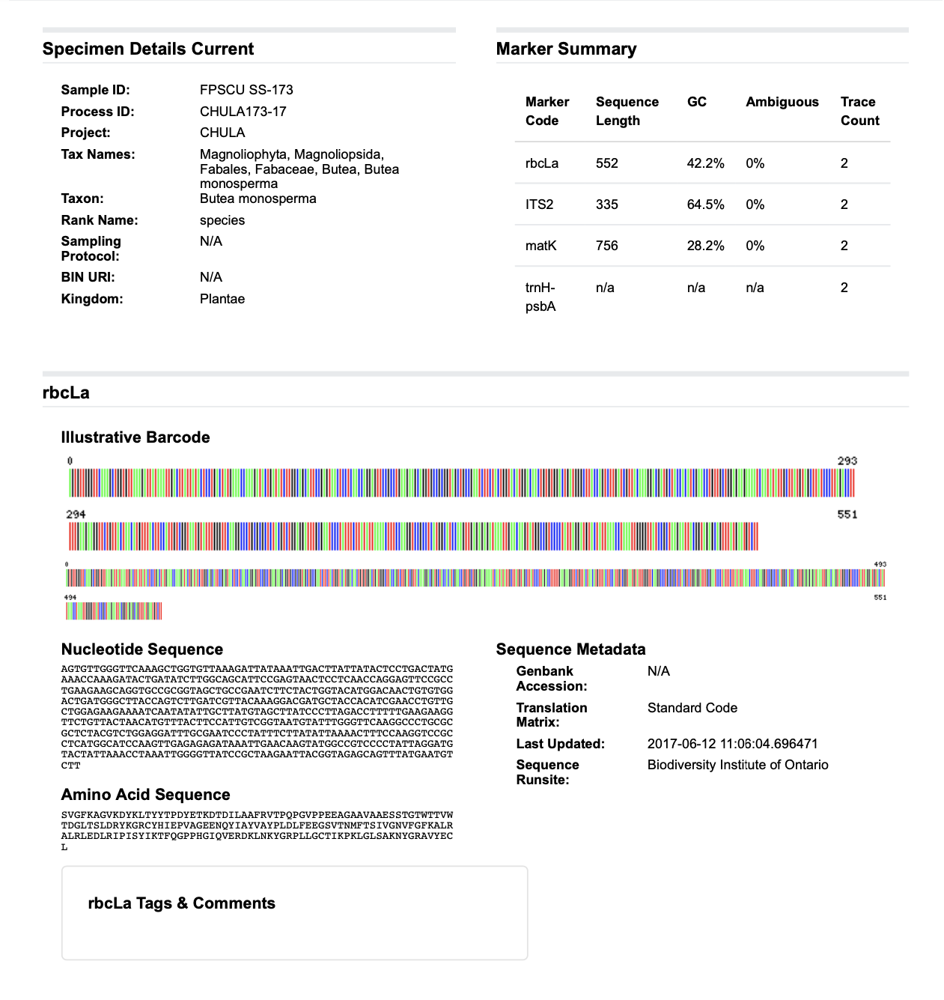 Specimen Details Current
Sample ID: FPSCU SS-173
Process ID: CHULA173-17
Project: CHULA
Tax Names: Magnoliophyta, Magnoliopsida,
Fabales, Fabaceae, Butea, Butea
monosperma
Taxon: Butea monosperma
Rank Name: species
Sampling N/A
Protocol:
BIN URI: N/A
Kingdom: Plantae
Marker Summary
Marker Sequence GC Ambiguous Trace
Code Length Count
rbcLa 552 42.2% 0% 2
ITS2 335 64.5% 0% 2
matK 756 28.2% 0% 2
trnH- n/a n/a n/a 2
psbA
rbcLa
Illustrative Barcode
0 293
294 551
0 493
494 551
Nucleotide Sequence
AGTGTTGGGTTCAAAGCTGGTGTTAAAGATTATAAATTGACTTATTATACTCCTGACTATG
AAACCAAAGATACTGATATCTTGGCAGCATTCCGAGTAACTCCTCAACCAGGAGTTCCGCC
TGAAGAAGCAGGTGCCGCGGTAGCTGCCGAATCTTCTACTGGTACATGGACAACTGTGTGG
ACTGATGGGCTTACCAGTCTTGATCGTTACAAAGGACGATGCTACCACATCGAACCTGTTG
CTGGAGAAGAAAATCAATATATTGCTTATGTAGCTTATCCCTTAGACCTTTTTGAAGAAGG
TTCTGTTACTAACATGTTTACTTCCATTGTCGGTAATGTATTTGGGTTCAAGGCCCTGCGC
GCTCTACGTCTGGAGGATTTGCGAATCCCTATTTCTTATATTAAAACTTTCCAAGGTCCGC
CTCATGGCATCCAAGTTGAGAGAGATAAATTGAACAAGTATGGCCGTCCCCTATTAGGATG
TACTATTAAACCTAAATTGGGGTTATCCGCTAAGAATTACGGTAGAGCAGTTTATGAATGT
CTT
Amino Acid Sequence
SVGFKAGVKDYKLTYYTPDYETKDTDILAAFRVTPQPGVPPEEAGAAVAAESSTGTWTTVW
TDGLTSLDRYKGRCYHIEPVAGEENQYIAYVAYPLDLFEEGSVTNMFTSIVGNVFGFKALR
ALRLEDLRIPISYIKTFQGPPHGIQVERDKLNKYGRPLLGCTIKPKLGLSAKNYGRAVYEC
L
Sequence Metadata
Genbank N/A
Accession:
Translation Standard Code
Matrix:
Last Updated: 2017-06-12 11:06:04.696471
Sequence Biodiversity Institute of Ontario
Runsite:
rbcLa Tags & Comments